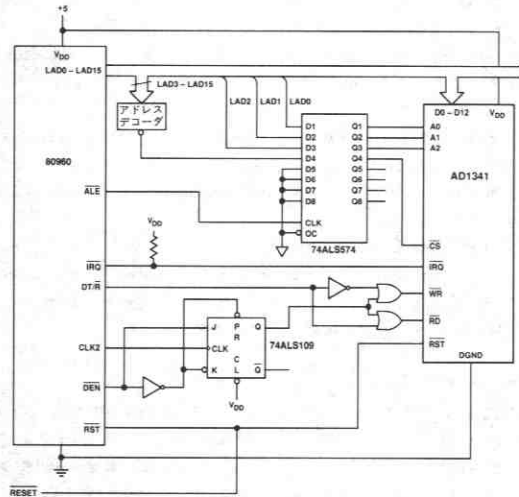 +5
VDD
LAD0 – LAD15
LAD3 – LAD15
LAD2
LAD1
LAD0
アドレス
デコーダ
80960
ALE
VDD
IRQ
DT/R
CLK2
DEN
RST
RESET
D1
D2
D3
D4
D5
D6
D7
D8
CLK
OC
Q1
Q2
Q3
Q4
Q5
Q6
Q7
Q8
74ALS574
J
CLK
K
P
R
C
L
Q
Q
74ALS109
VDD
D0 – D12
VDD
A0
A1
A2
AD1341
CS
IRQ
WR
RD
RST
DGND